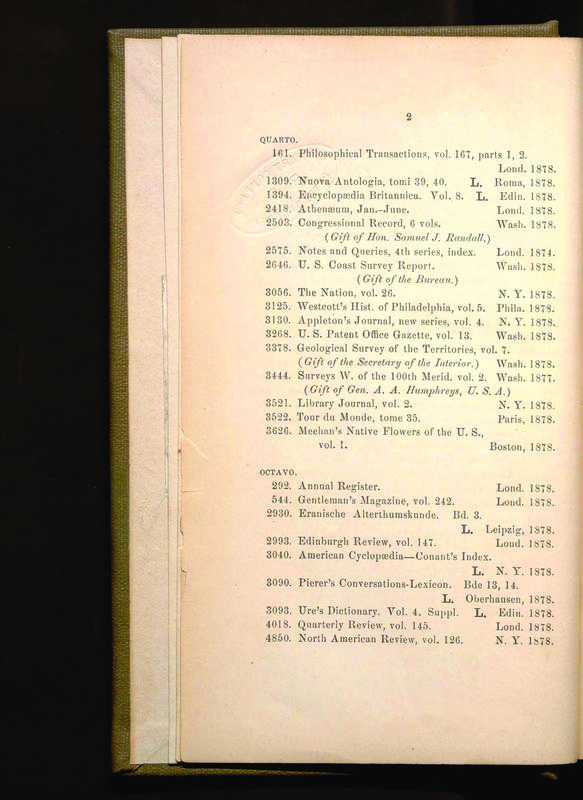 2
QUARTO.
161. Philosophical Transactions, vol. 167, parts 1, 2.
Lond. 1878.
1309. Nuova Antologia, tomi 39, 40. L. Roma, 1878.
1394. Encyclopædia Britannica. Vol. 8. L. Edin. 1878.
2418. Athenæum, Jan.—June. Lond. 1878.
2503. Congressional Record, 6 vols. Wash. 1878.
(Gift of Hon. Samuel J. Randall.)
2575. Notes and Queries, 4th series, index. Lond. 1874.
2646. U. S. Coast Survey Report. Wash. 1878.
(Gift of the Bureau.)
3056. The Nation, vol. 26. N. Y. 1878.
3125. Westcott's Hist. of Philadelphia, vol. 5. Phila. 1878.
3130. Appleton's Journal, new series, vol. 4. N. Y. 1878.
3268. U. S. Patent Office Gazette, vol. 13. Wash. 1878.
3378. Geological Survey of the Territories, vol. 7.
(Gift of the Secretary of the Interior.) Wash. 1878.
3444. Surveys W. of the 100th Merid. vol. 2. Wash. 1877.
(Gift of Gen. A. A. Humphreys, U. S. A.)
3521. Library Journal, vol. 2. N. Y. 1878.
3522. Tour du Monde, tome 35. Paris, 1878.
3626. Meehan's Native Flowers of the U. S.,
vol. 1. Boston, 1878.
OCTAVO.
292. Annual Register. Lond. 1878.
544. Gentleman's Magazine, vol. 242. Lond. 1878.
2930. Eranische Alterthumskunde. Bd. 3.
L. Leipzig, 1878.
2993. Edinburgh Review, vol. 147. Lond. 1878.
3040. American Cyclopædia—Conant's Index.
L. N. Y. 1878.
3090. Pierer's Conversations-Lexicon. Bde 13, 14.
L. Oberhausen, 1878.
3093. Ure's Dictionary. Vol. 4. Suppl. L. Edin. 1878.
4018. Quarterly Review, vol. 145. Lond. 1878.
4850. North American Review, vol. 126. N. Y. 1878.